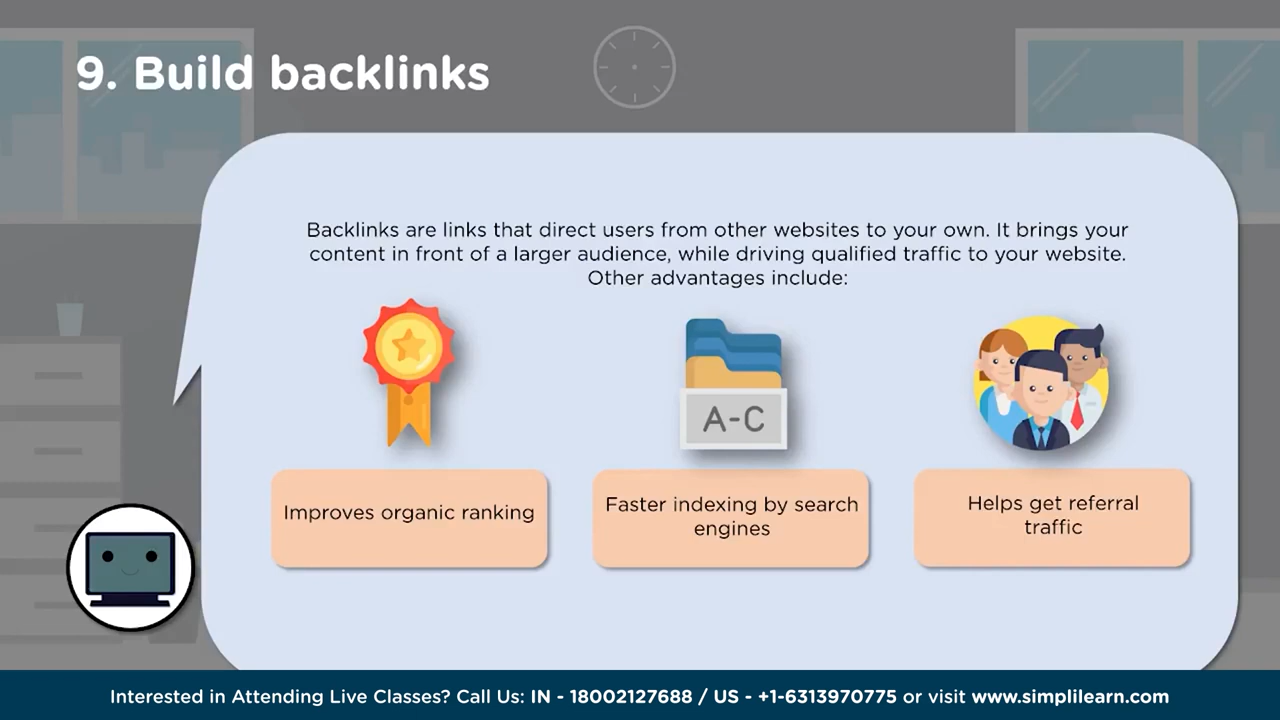 9. Build backlinks
Backlinks are links that direct users from other websites to your own. It brings your
content in front of a larger audience, while driving qualified traffic to your website.
Other advantages include:
A-C
Improves organic ranking
Faster indexing by search
engines
Helps get referral
traffic
Interested in Attending Live Classes? Call Us: IN - 18002127688 / US - +1-6313970775 or visit www.simplilearn.com